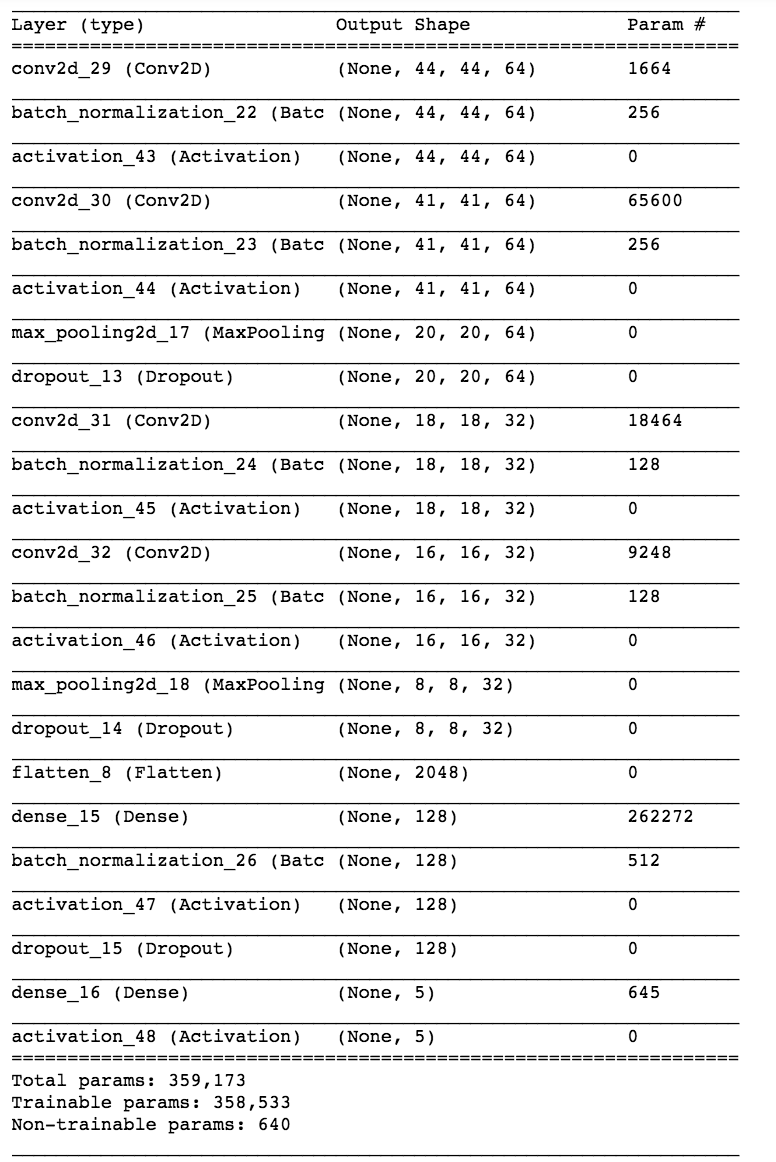 Layer (type) Output Shape Param #
conv2d_29 (Conv2D) (None, 44, 44, 64) 1664
batch_normalization_22 (Batc (None, 44, 44, 64) 256
activation_43 (Activation) (None, 44, 44, 64) 0
conv2d_30 (Conv2D) (None, 41, 41, 64) 65600
batch_normalization_23 (Batc (None, 41, 41, 64) 256
activation_44 (Activation) (None, 41, 41, 64) 0
max_pooling2d_17 (MaxPooling (None, 20, 20, 64) 0
dropout_13 (Dropout) (None, 20, 20, 64) 0
conv2d_31 (Conv2D) (None, 18, 18, 32) 18464
batch_normalization_24 (Batc (None, 18, 18, 32) 128
activation_45 (Activation) (None, 18, 18, 32) 0
conv2d_32 (Conv2D) (None, 16, 16, 32) 9248
batch_normalization_25 (Batc (None, 16, 16, 32) 128
activation_46 (Activation) (None, 16, 16, 32) 0
max_pooling2d_18 (MaxPooling (None, 8, 8, 32) 0
dropout_14 (Dropout) (None, 8, 8, 32) 0
flatten_8 (Flatten) (None, 2048) 0
dense_15 (Dense) (None, 128) 262272
batch_normalization_26 (Batc (None, 128) 512
activation_47 (Activation) (None, 128) 0
dropout_15 (Dropout) (None, 128) 0
dense_16 (Dense) (None, 5) 645
activation_48 (Activation) (None, 5) 0
Total params: 359,173
Trainable params: 358,533
Non-trainable params: 640